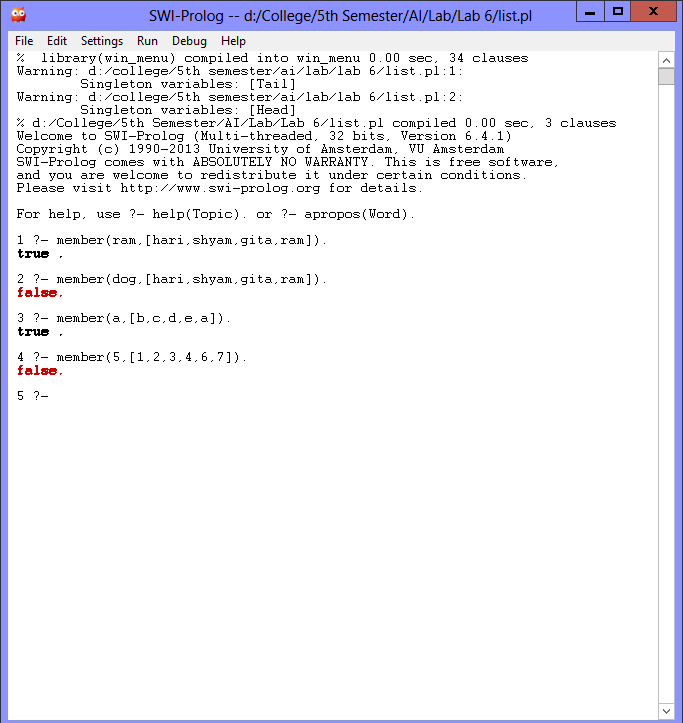 SWI-Prolog -- d:/College/5th Semester/AI/Lab/Lab 6/list.pl
File Edit Settings Run Debug Help
%  library(win_menu) compiled into win_menu 0.00 sec, 34 clauses
Warning: d:/college/5th semester/ai/lab/lab 6/list.pl:1:
        Singleton variables: [Tail]
Warning: d:/college/5th semester/ai/lab/lab 6/list.pl:2:
        Singleton variables: [Head]
% d:/College/5th Semester/AI/Lab/Lab 6/list.pl compiled 0.00 sec, 3 clauses
Welcome to SWI-Prolog (Multi-threaded, 32 bits, Version 6.4.1)
Copyright (c) 1990-2013 University of Amsterdam, VU Amsterdam
SWI-Prolog comes with ABSOLUTELY NO WARRANTY. This is free software,
and you are welcome to redistribute it under certain conditions.
Please visit http://www.swi-prolog.org for details.
For help, use ?- help(Topic). or ?- apropos(Word).
1 ?- member(ram,[hari,shyam,gita,ram]).
true .
2 ?- member(dog,[hari,shyam,gita,ram]).
false.
3 ?- member(a,[b,c,d,e,a]).
true .
4 ?- member(5,[1,2,3,4,6,7]).
false.
5 ?-